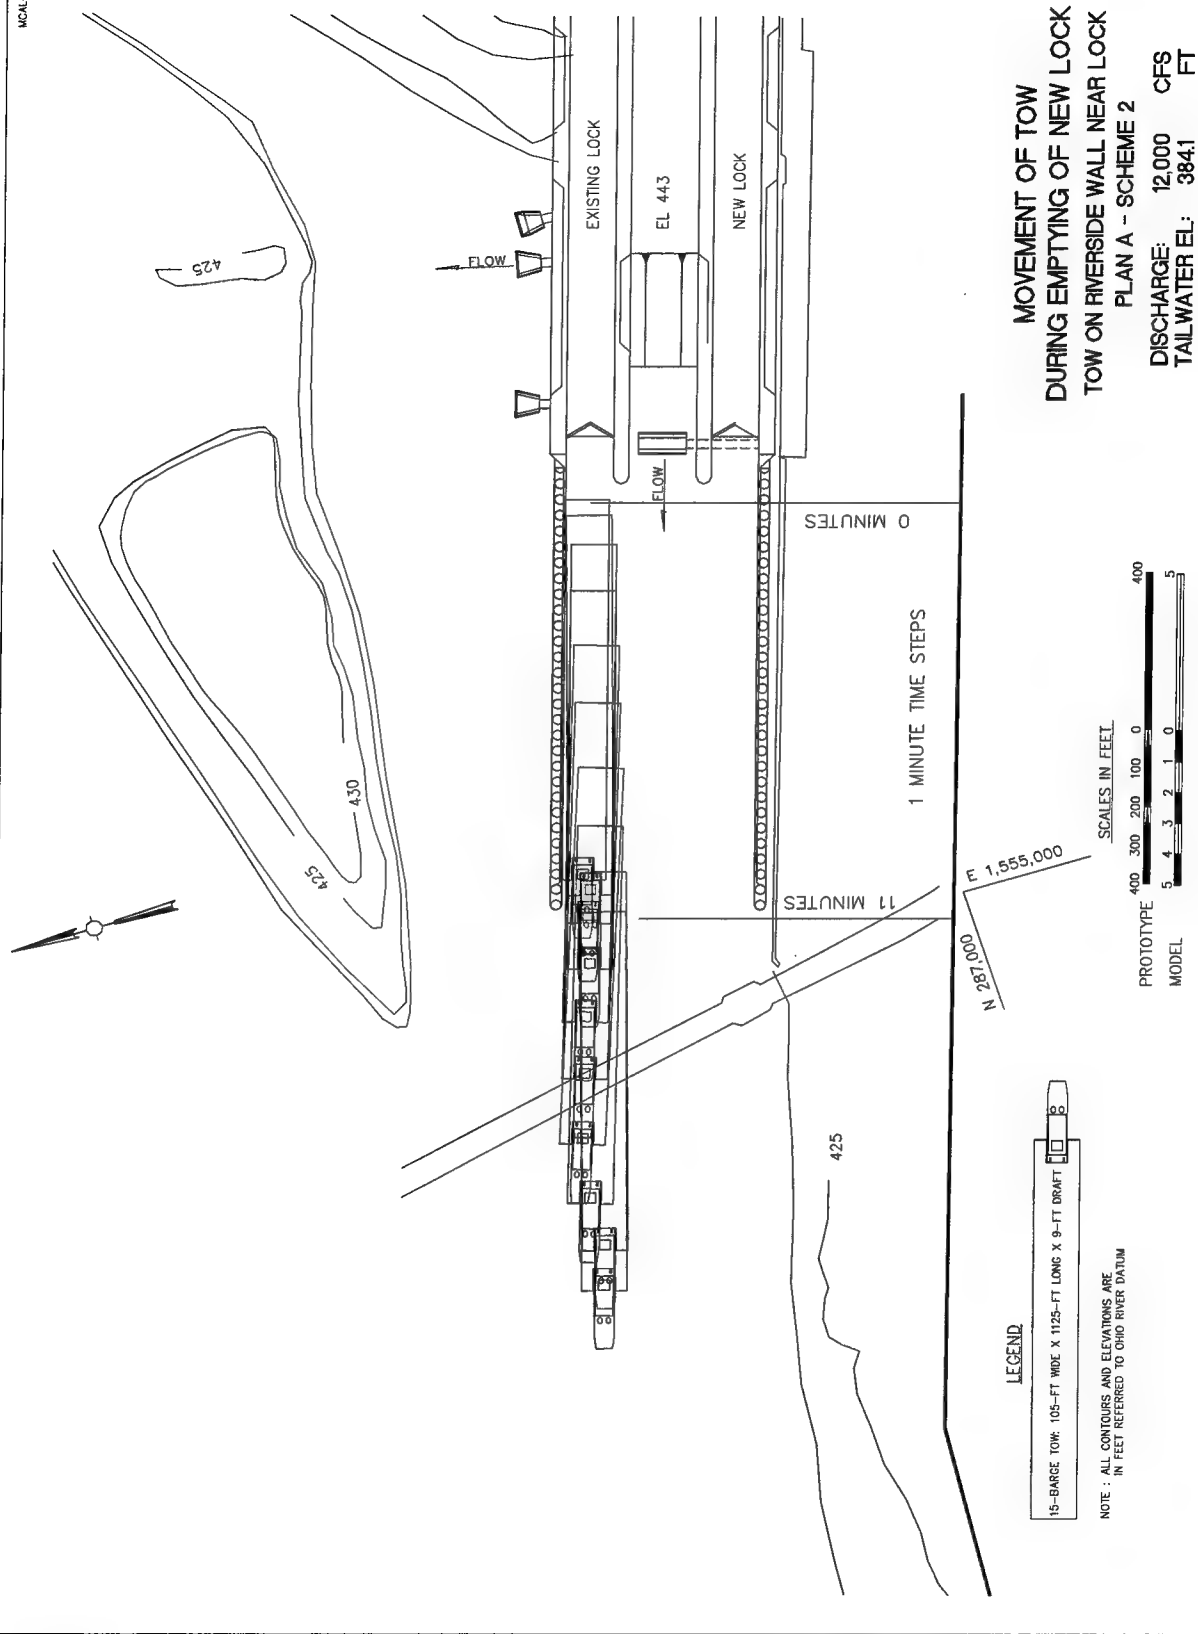 MCAL
MOVEMENT OF TOW
DURING EMPTYING OF NEW LOCK
TOW ON RIVERSIDE WALL NEAR LOCK
PLAN A - SCHEME 2
DISCHARGE: 12,000 CFS
TAILWATER EL: 384.1 FT
EXISTING LOCK
EL 443
NEW LOCK
FLOW
FLOW
425
430
425
425
0 MINUTES
11 MINUTES
1 MINUTE TIME STEPS
E 1,555,000
N 287,000
SCALES IN FEET
PROTOTYPE 400 300 200 100 0 400
MODEL 5 4 3 2 1 0 5
LEGEND
15-BARGE TOW: 105-FT WIDE X 1125-FT LONG X 9-FT DRAFT
NOTE : ALL CONTOURS AND ELEVATIONS ARE
IN FEET REFERRED TO OHIO RIVER DATUM